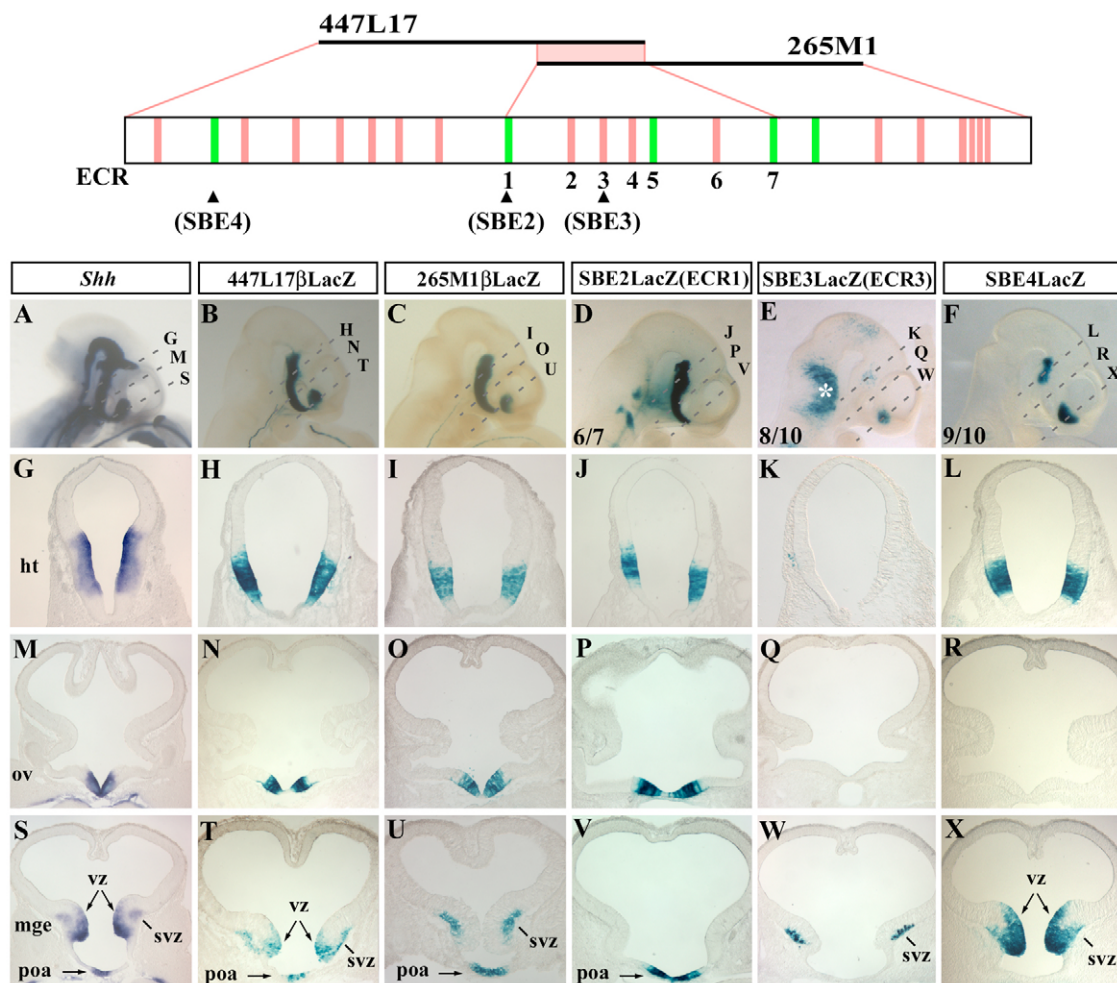 447L17
265M1
ECR 1 2 3 4 5 6 7
(SBE4) (SBE2) (SBE3)
Shh 447L17βLacZ 265M1βLacZ SBE2LacZ(ECR1) SBE3LacZ(ECR3) SBE4LacZ
A G M S B H N T C I O U D J P V 6/7 E K Q W * 8/10 F L R X 9/10
ht G H I J K L
ov M N O P Q R
mge S vz svz poa T vz svz poa U svz poa V poa W svz X vz svz